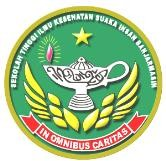 SEKOLAH TINGGI ILMU KESEHATAN SUAKA INSAN BANJARMASIN
IN OMNIBUS CARITAS